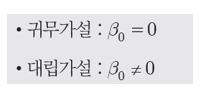 • 귀무가설 : β₀ = 0
• 대립가설 : β₀ ≠ 0